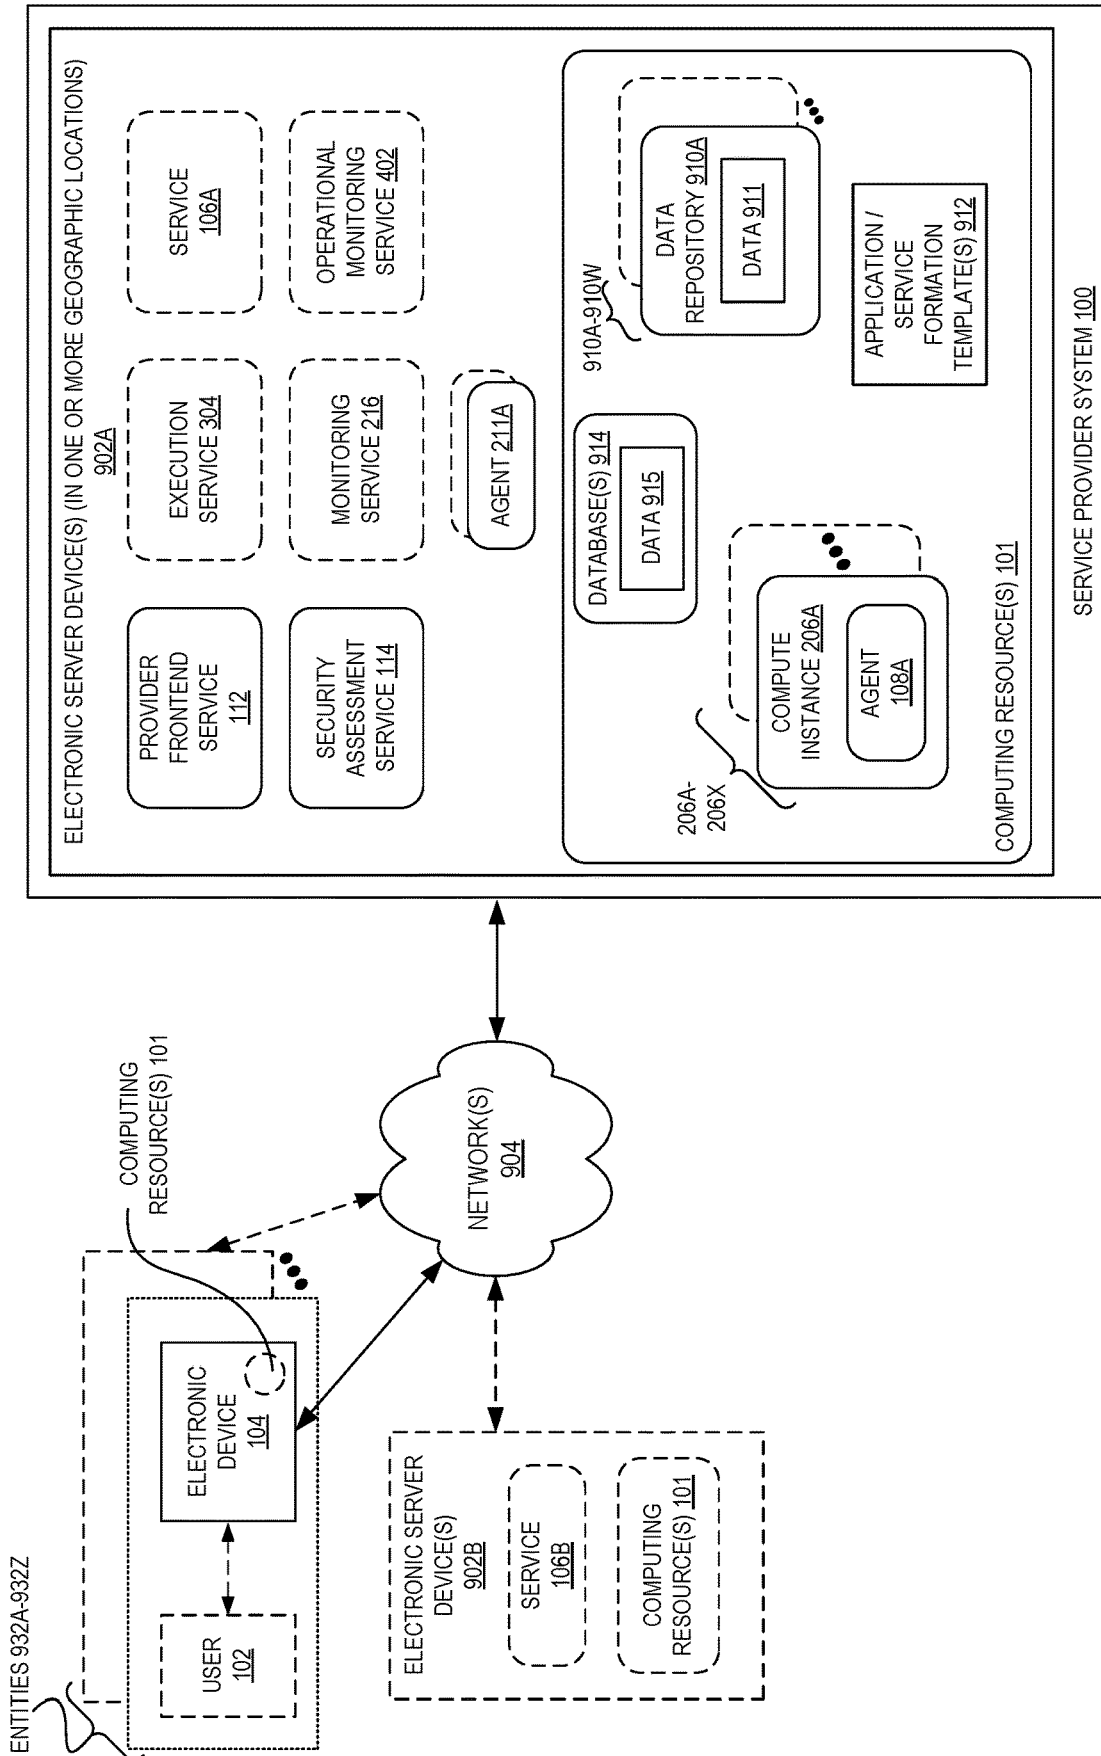 ENTITIES 932A-932Z
USER
102
ELECTRONIC
DEVICE
104
COMPUTING
RESOURCE(S) 101
ELECTRONIC SERVER
DEVICE(S)
902B
SERVICE
106B
COMPUTING
RESOURCE(S) 101
NETWORK(S)
904
ELECTRONIC SERVER DEVICE(S) (IN ONE OR MORE GEOGRAPHIC LOCATIONS)
902A
PROVIDER
FRONTEND
SERVICE
112
EXECUTION
SERVICE 304
SERVICE
106A
SECURITY
ASSESSMENT
SERVICE 114
MONITORING
SERVICE 216
OPERATIONAL
MONITORING
SERVICE 402
AGENT 211A
DATABASE(S) 914
DATA 915
910A-910W
DATA
REPOSITORY 910A
DATA 911
206A-
206X
COMPUTE
INSTANCE 206A
AGENT
108A
APPLICATION /
SERVICE
FORMATION
TEMPLATE(S) 912
COMPUTING RESOURCE(S) 101
SERVICE PROVIDER SYSTEM 100